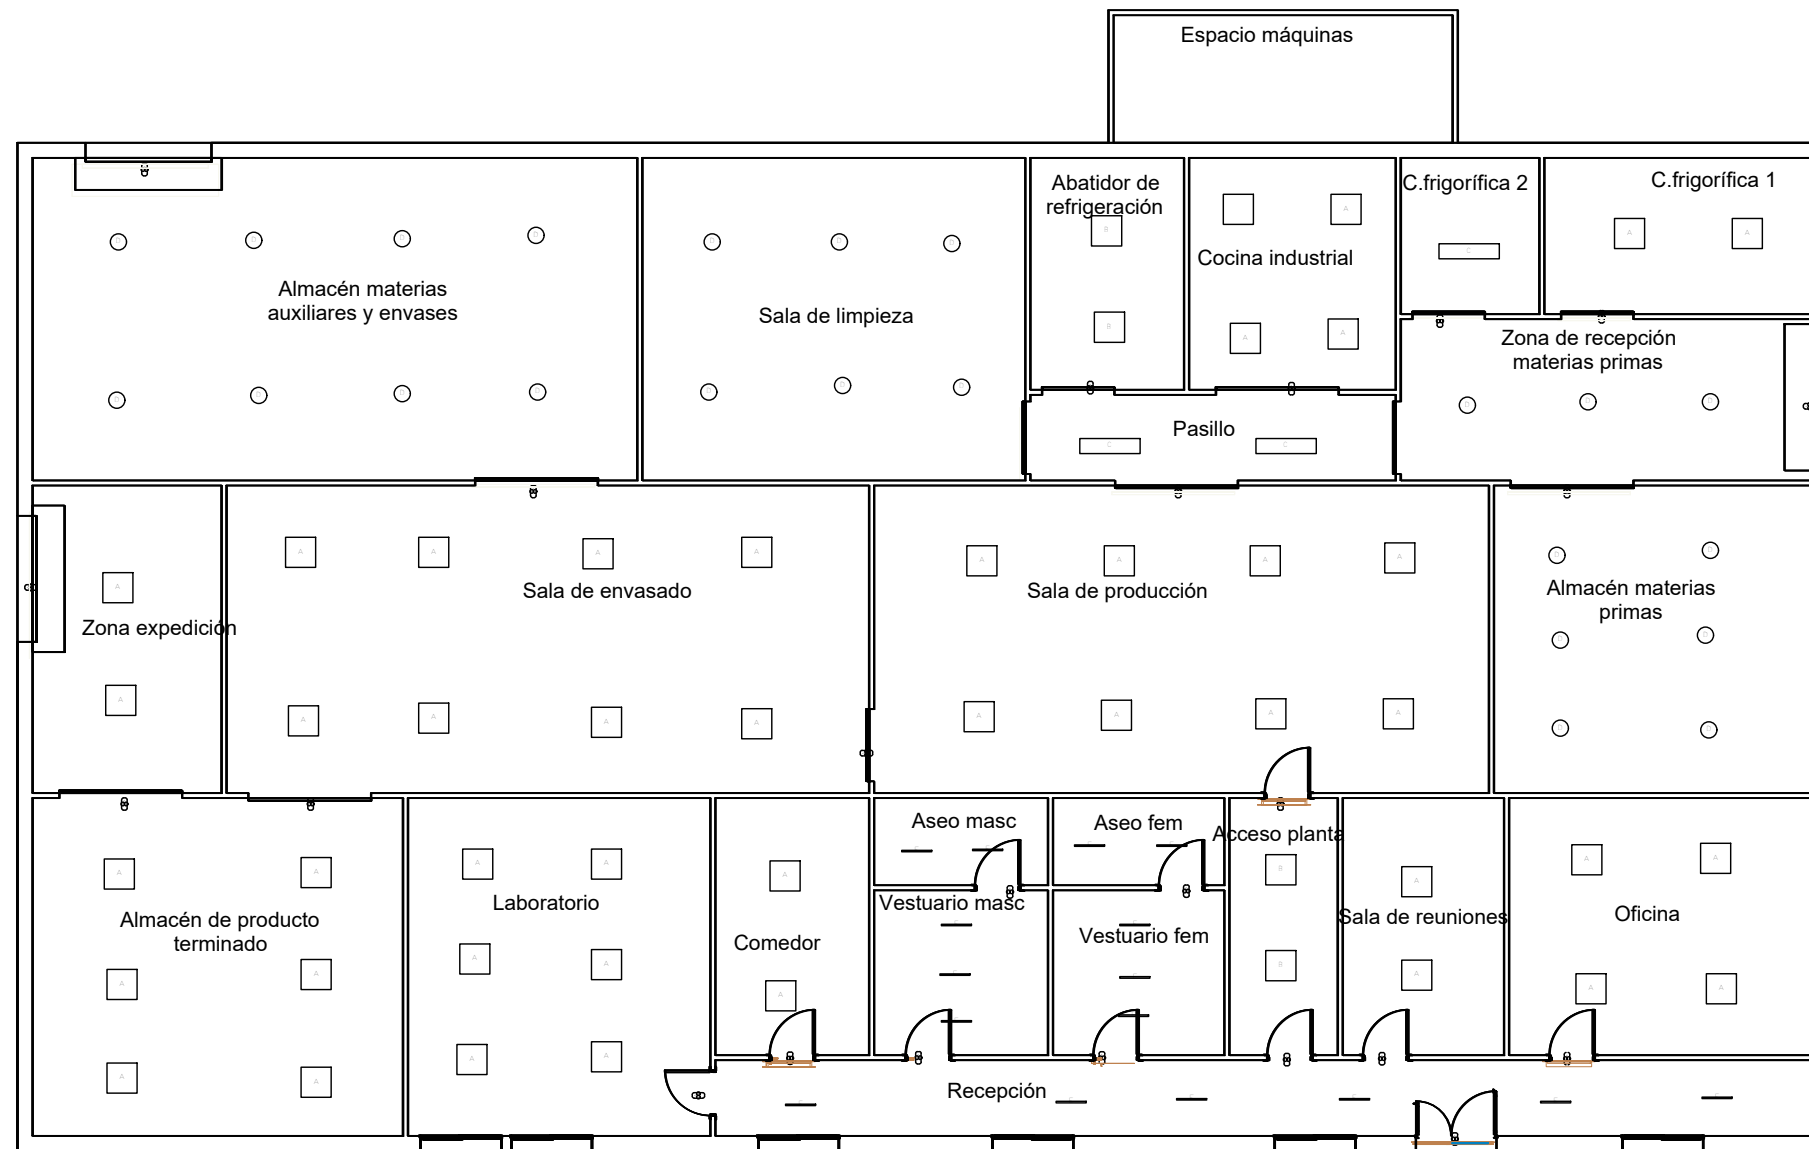 Espacio máquinas
Abatidor de
refrigeración
C.frigorífica 2
C.frigorífica 1
Cocina industrial
Almacén materias
auxiliares y envases
Sala de limpieza
Zona de recepción
materias primas
Pasillo
Sala de envasado
Sala de producción
Almacén materias
primas
Zona expedición
Aseo masc
Aseo fem
Acceso planta
Laboratorio
Vestuario masc
Almacén de producto
terminado
Comedor
Vestuario fem
Sala de reuniones
Oficina
Recepción